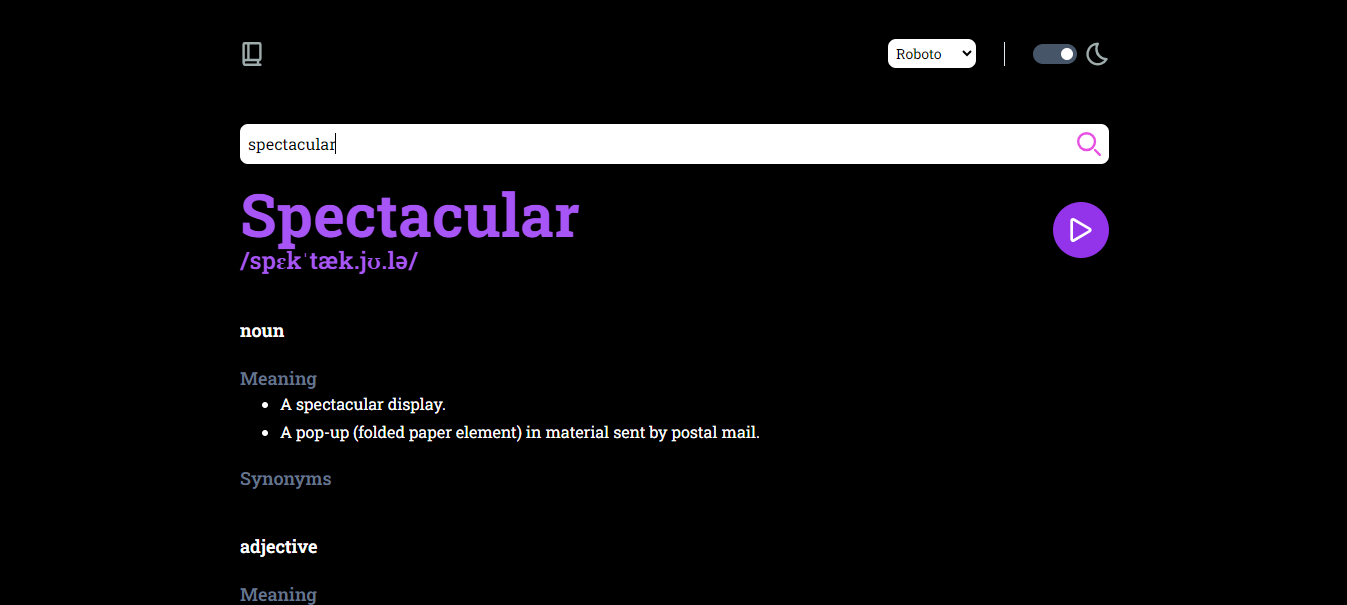 Roboto
spectacular
Spectacular
/spɛkˈtæk.jʊ.lə/
noun
Meaning
A spectacular display.
A pop-up (folded paper element) in material sent by postal mail.
Synonyms
adjective
Meaning